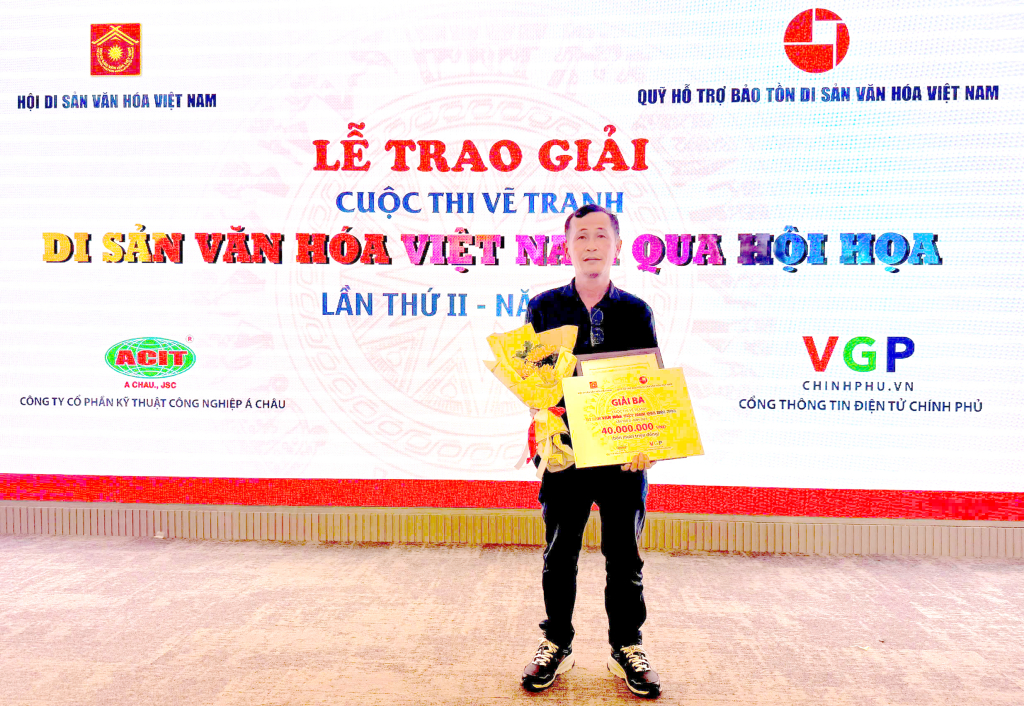 HỘI DI SẢN VĂN HÓA VIỆT NAM
QUỸ HỖ TRỢ BẢO TỒN DI SẢN VĂN HÓA VIỆT NAM
LỄ TRAO GIẢI
CUỘC THI VẼ TRANH
DI SẢN VĂN HÓA VIỆT NAM QUA HỘI HỌA
LẦN THỨ II - NĂ
ACIT
®
A CHAU., JSC
CÔNG TY CỔ PHẦN KỸ THUẬT CÔNG NGHIỆP Á CHÂU
VGP
CHINHPHU.VN
CỔNG THÔNG TIN ĐIỆN TỬ CHÍNH PHỦ
GIẢI BA
40.000.000
VGP